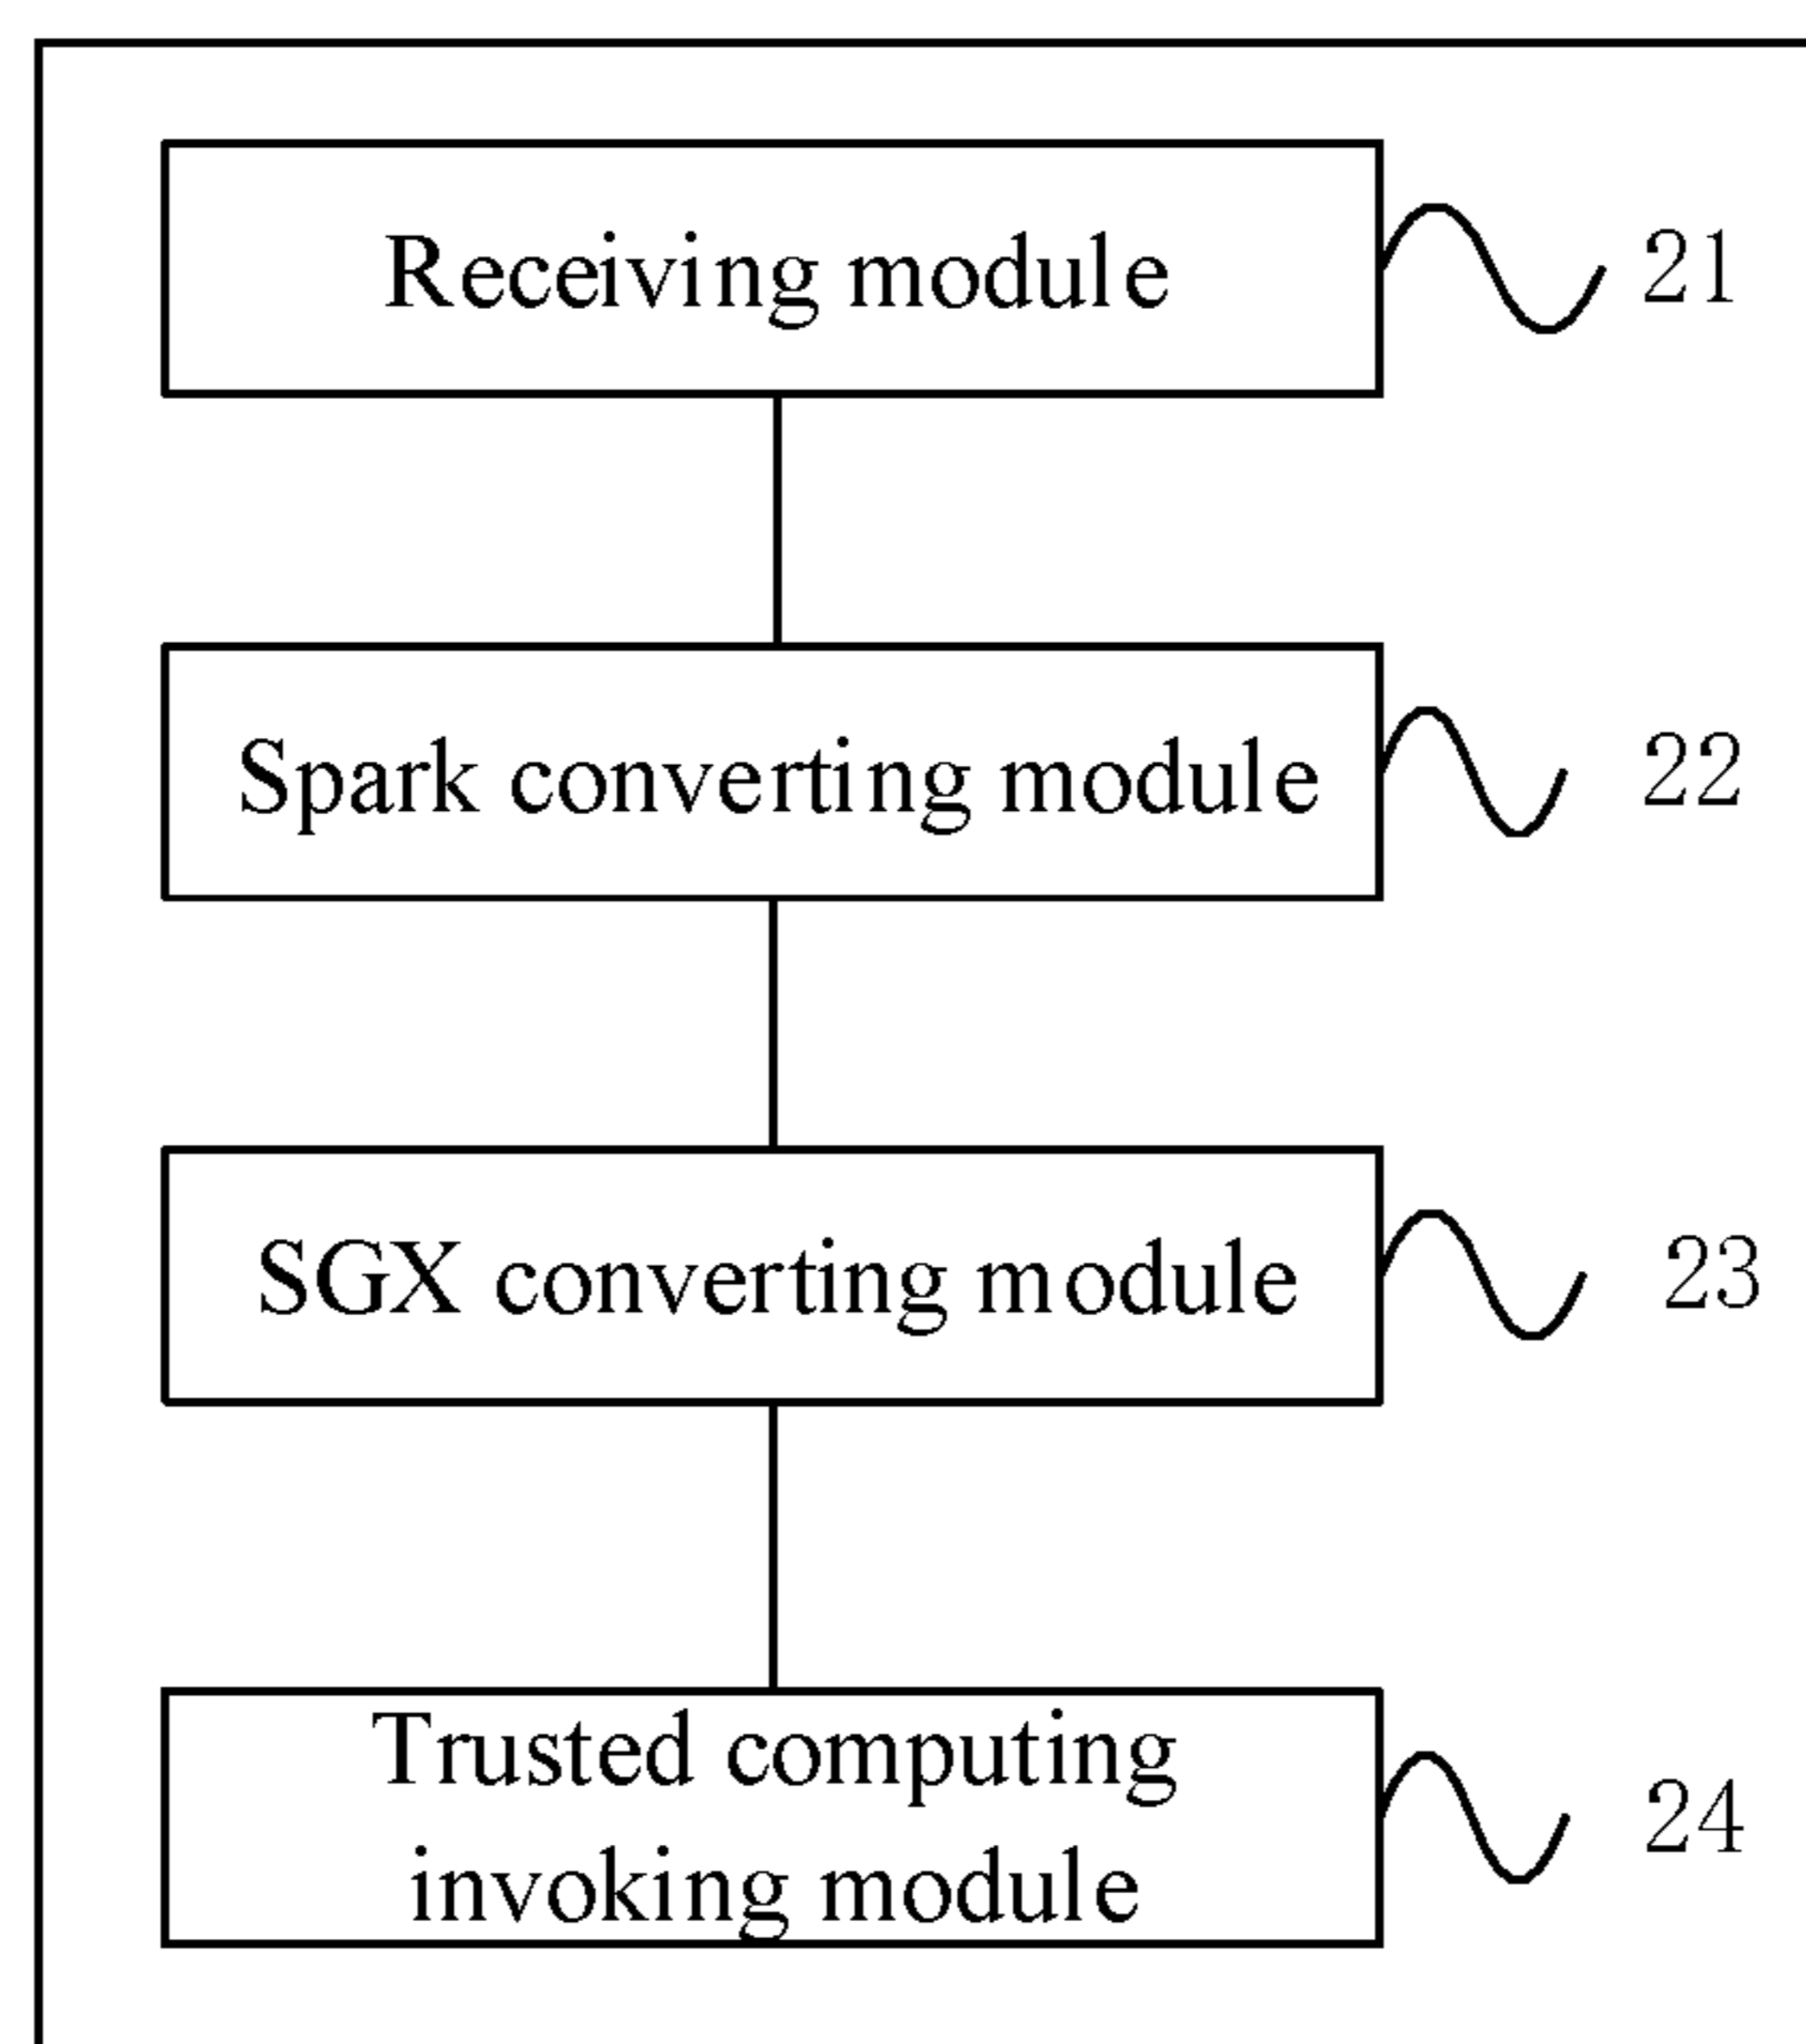 Receiving module 21
Spark converting module 22
SGX converting module 23
Trusted computing
invoking module 24